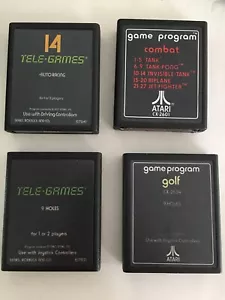 14
TELE-GAMES
Use with Driving Controllers
game program
combat
1-5 TANK
6-9 TANK-PONG
10-14 INVISIBLE-TANK
15-20 BIPLANE
21-27 JET-FIGHTER
ATARI
CX-2601
TELE-GAMES
9 HOLES
For 1 or 2 players
Use with Joystick Controllers
game program
golf
9 HOLES
ATARI